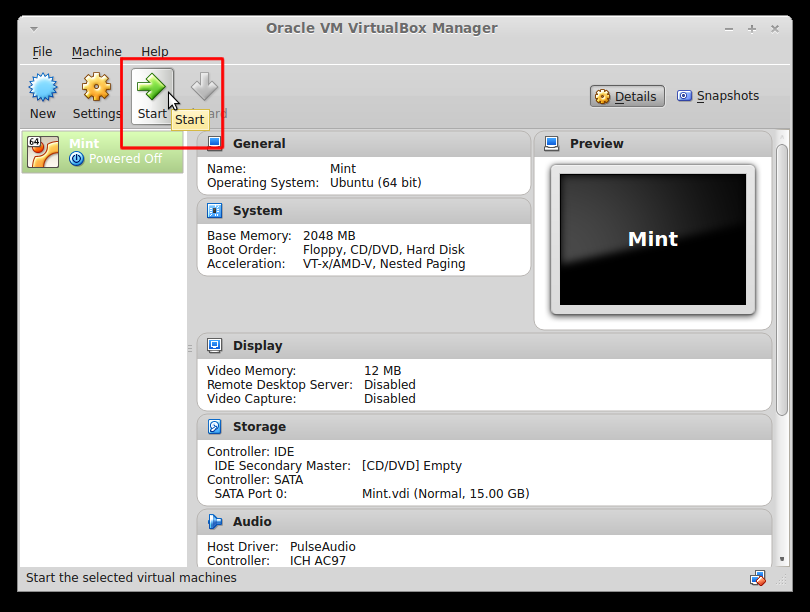 Oracle VM VirtualBox Manager
File Machine Help
New Settings Start
Start
Details Snapshots
64
Mint
Powered Off
General
Name: Mint
Operating System: Ubuntu (64 bit)
System
Base Memory: 2048 MB
Boot Order: Floppy, CD/DVD, Hard Disk
Acceleration: VT-x/AMD-V, Nested Paging
Preview
Mint
Display
Video Memory: 12 MB
Remote Desktop Server: Disabled
Video Capture: Disabled
Storage
Controller: IDE
IDE Secondary Master: [CD/DVD] Empty
Controller: SATA
SATA Port 0: Mint.vdi (Normal, 15.00 GB)
Audio
Host Driver: PulseAudio
Controller: ICH AC97
Start the selected virtual machines